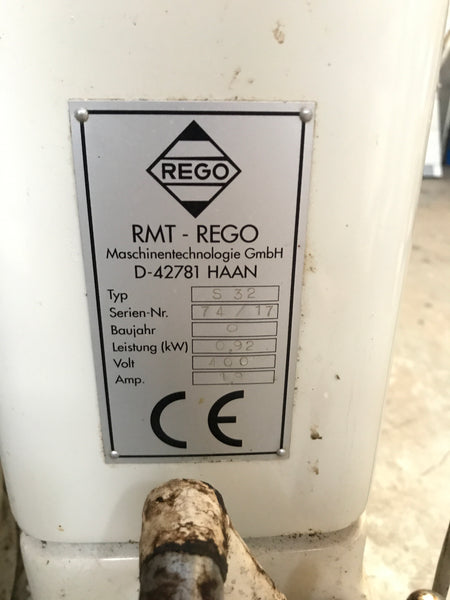 REGO
RMT - REGO
Maschinentechnologie GmbH
D-42781 HAAN
Typ S 32
Serien-Nr. 74 / 17
Baujahr 0
Leistung (kW) 0,92
Volt 400
Amp.
CE